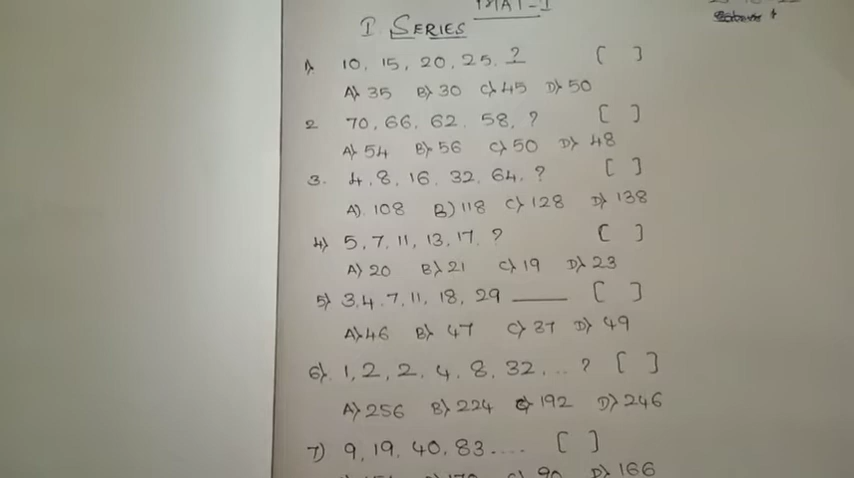 MAT-I
I. SERIES
1) 10, 15, 20, 25, ? [ ]
A) 35 B) 30 C) 45 D) 50
2 70, 66, 62, 58, ? [ ]
A) 54 B) 56 C) 50 D) 48
3. 4, 8, 16, 32, 64, ? [ ]
A) 108 B) 118 C) 128 D) 138
4) 5, 7, 11, 13, 17, ? [ ]
A) 20 B) 21 C) 19 D) 23
5) 3, 4, 7, 11, 18, 29 ____ [ ]
A) 46 B) 47 C) 37 D) 49
6) 1, 2, 2, 4, 8, 32, ... ? [ ]
A) 256 B) 224 C) 192 D) 246
7) 9, 19, 40, 83.... [ ]
C) 90 D) 166